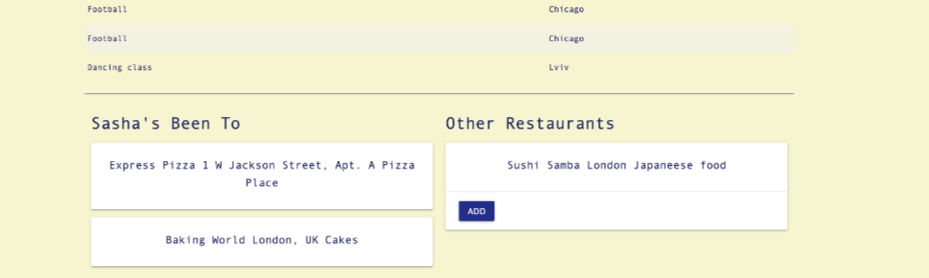 Football Chicago
Football Chicago
Dancing class Lviv
Sasha's Been To
Express Pizza 1 W Jackson Street, Apt. A Pizza
Place
Baking World London, UK Cakes
Other Restaurants
Sushi Samba London Japaneese food
ADD